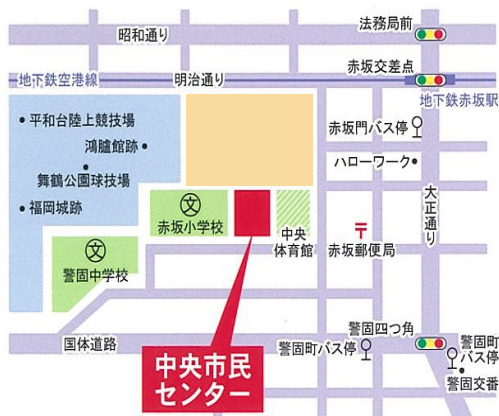 昭和通り
法務局前
赤坂交差点
地下鉄空港線
明治通り
地下鉄赤坂駅
平和台陸上競技場
鴻臚館跡
舞鶴公園球技場
福岡城跡
赤坂門バス停
ハローワーク
大正通り
文
赤坂小学校
中央
体育館
赤坂郵便局
文
警固中学校
国体道路
中央市民
センター
警固四つ角
警固町バス停
警固町
バス停
警固交番